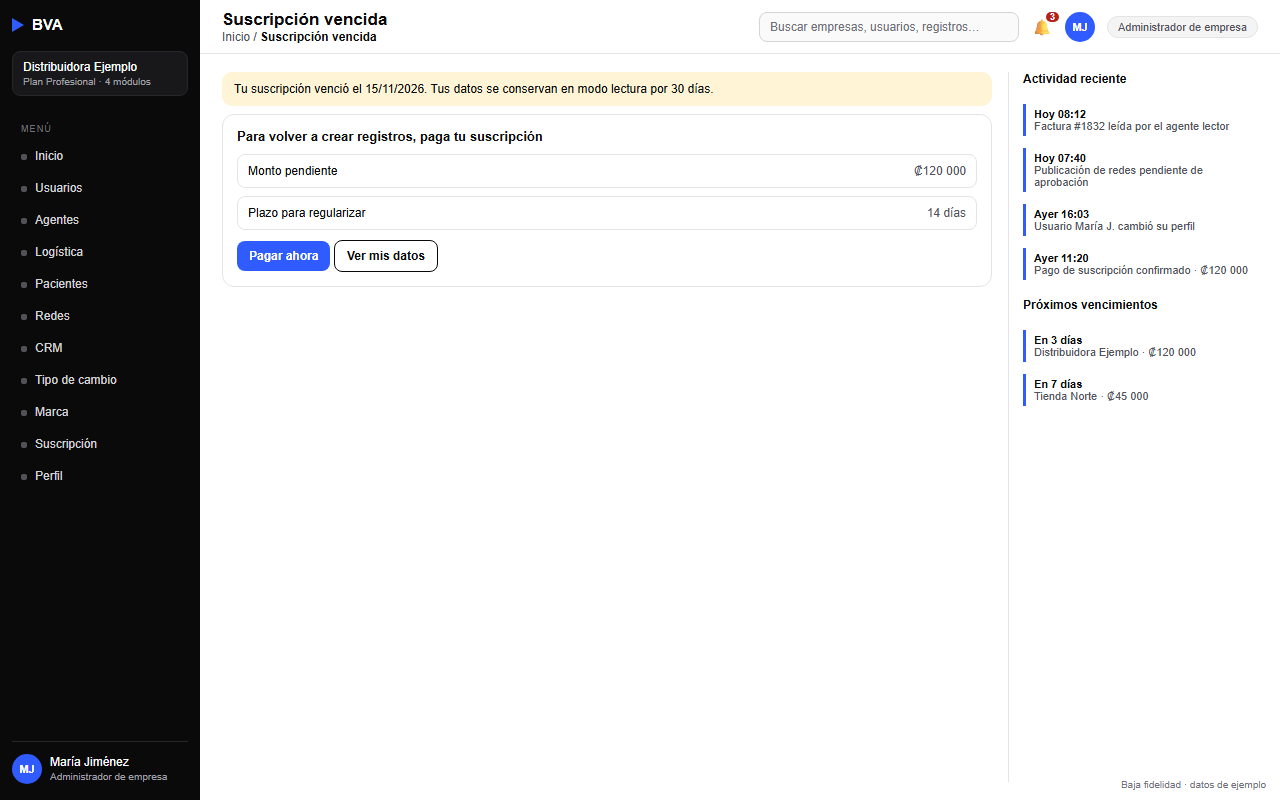 BVA
Distribuidora Ejemplo
Plan Profesional · 4 módulos
MENÚ
Inicio
Usuarios
Agentes
Logística
Pacientes
Redes
CRM
Tipo de cambio
Marca
Suscripción
Perfil
MJ
María Jiménez
Administrador de empresa
Suscripción vencida
Inicio / Suscripción vencida
Buscar empresas, usuarios, registros…
3
MJ
Administrador de empresa
Tu suscripción venció el 15/11/2026. Tus datos se conservan en modo lectura por 30 días.
Para volver a crear registros, paga tu suscripción
Monto pendiente
₡120 000
Plazo para regularizar
14 días
Pagar ahora
Ver mis datos
Actividad reciente
Hoy 08:12
Factura #1832 leída por el agente lector
Hoy 07:40
Publicación de redes pendiente de
aprobación
Ayer 16:03
Usuario María J. cambió su perfil
Ayer 11:20
Pago de suscripción confirmado · ₡120 000
Próximos vencimientos
En 3 días
Distribuidora Ejemplo · ₡120 000
En 7 días
Tienda Norte · ₡45 000
Baja fidelidad · datos de ejemplo